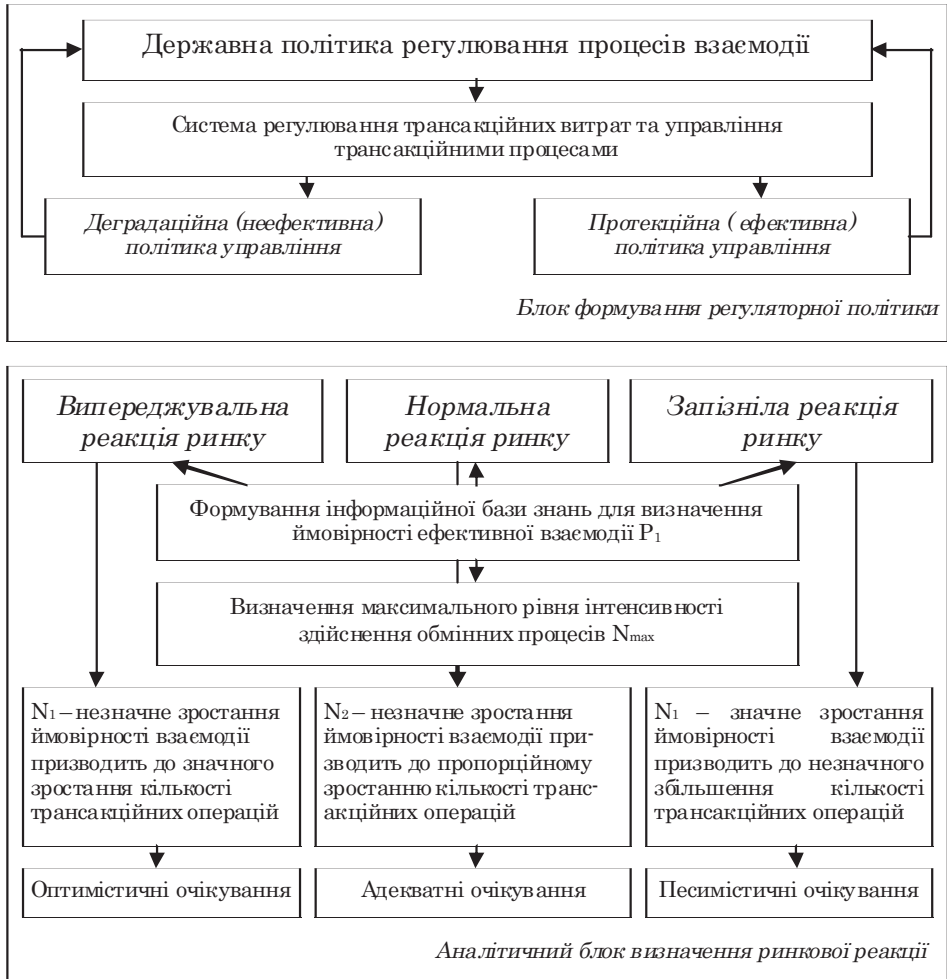 Державна політика регулювання процесів взаємодії
Система регулювання трансакційних витрат та управління
трансакційними процесами
Деградаційна (неефективна)
політика управління
Протекційна ( ефективна)
політика управління
Блок формування регуляторної політики
Випереджувальна
реакція ринку
Нормальна
реакція ринку
Запізніла реакція
ринку
Формування інформаційної бази знань для визначення
ймовірності ефективної взаємодії P1
Визначення максимального рівня інтенсивності
здійснення обмінних процесів Nmax
N1 – незначне зростання
ймовірності взаємодії
призводить до значного
зростання кількості
трансакційних операцій
N2 – незначне зростання
ймовірності взаємодії при-
зводить до пропорційному
зростанню кількості транс-
акційних операцій
N1 – значне зростання
ймовірності взаємодії
призводить до незначного
збільшення кількості
трансакційних операцій
Оптимістичні очікування
Адекватні очікування
Песимістичні очікування
Аналітичний блок визначення ринкової реакції